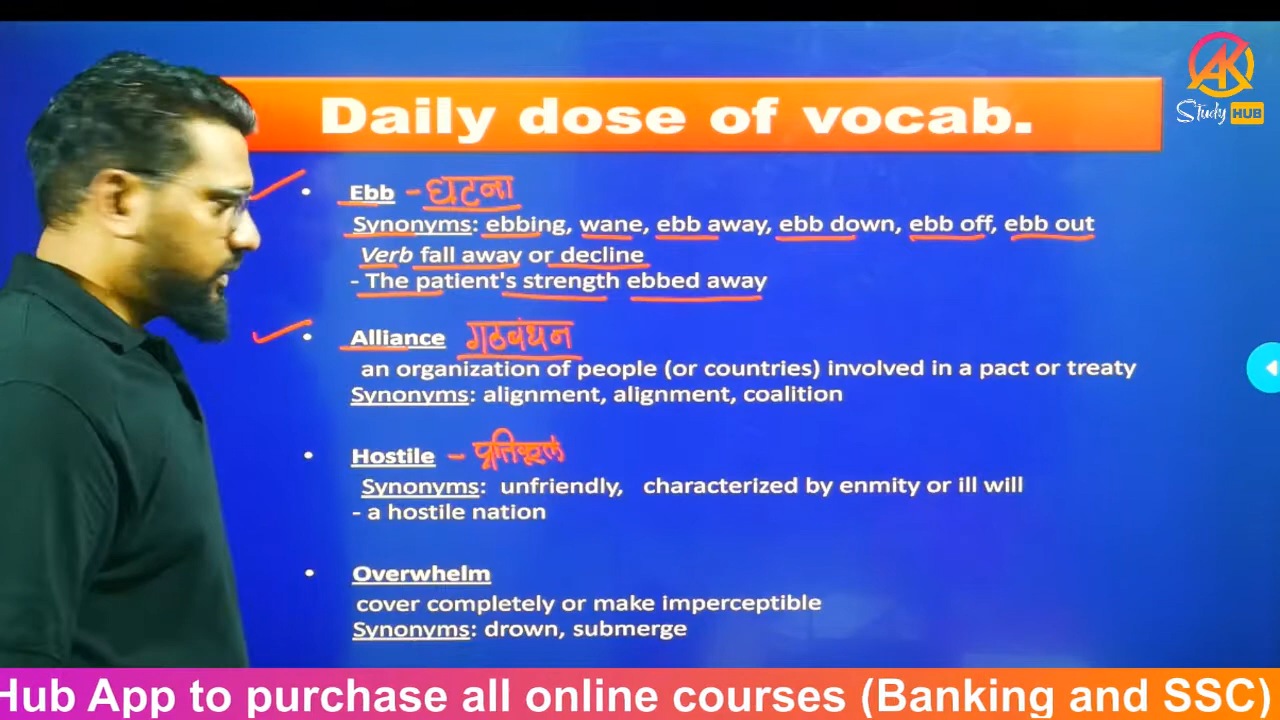 AK
Study HUB
Daily dose of vocab.
• Ebb - घटना
Synonyms: ebbing, wane, ebb away, ebb down, ebb off, ebb out
Verb fall away or decline
- The patient's strength ebbed away
• Alliance गठबंधन
an organization of people (or countries) involved in a pact or treaty
Synonyms: alignment, alignment, coalition
• Hostile - प्रतिकूल
Synonyms: unfriendly, characterized by enmity or ill will
- a hostile nation
• Overwhelm
cover completely or make imperceptible
Synonyms: drown, submerge
Hub App to purchase all online courses (Banking and SSC)